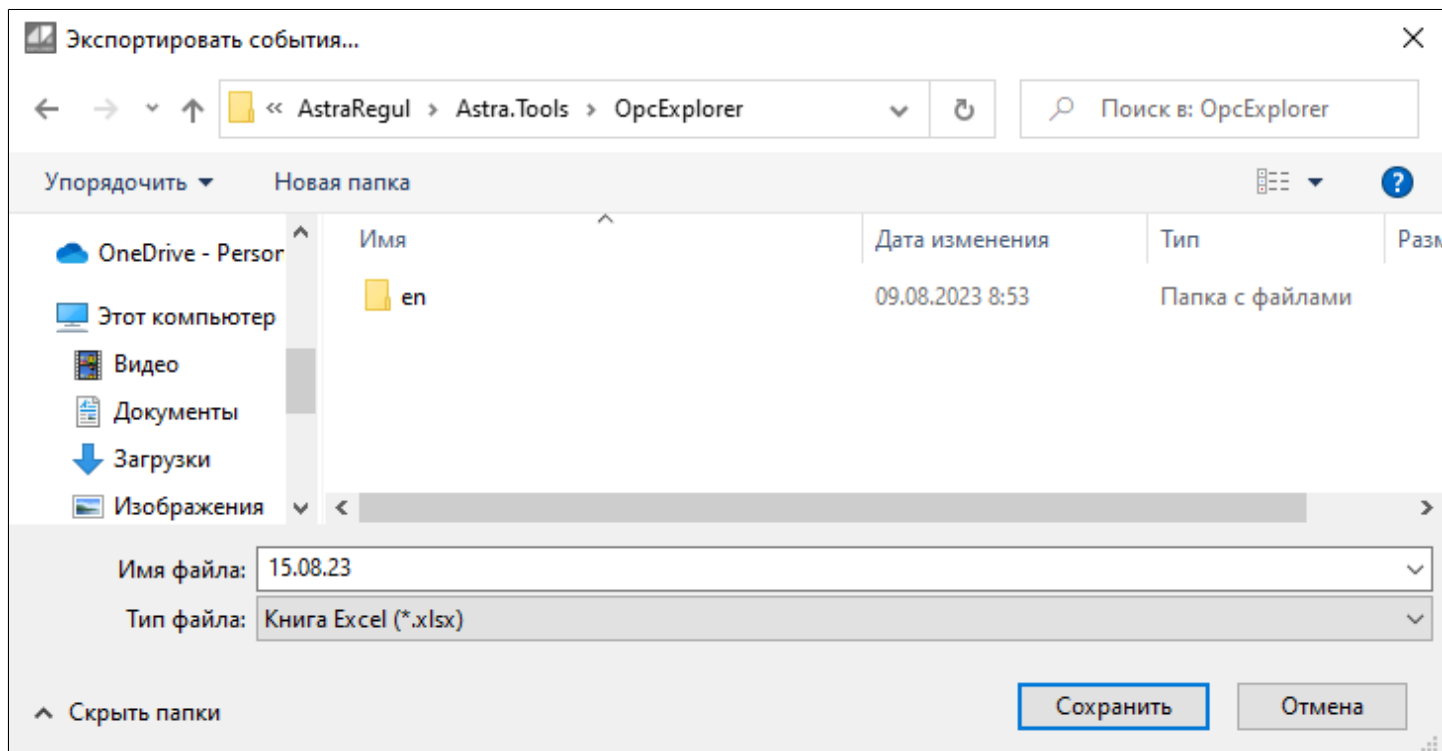 Экспортировать события...
« AstraRegul › Astra.Tools › OpcExplorer
Поиск в: OpcExplorer
Упорядочить
Новая папка
?
Имя
Дата изменения
Тип
Разм
OneDrive - Person
en
09.08.2023 8:53
Папка с файлами
Этот компьютер
Видео
Документы
Загрузки
Изображения
Имя файла: 15.08.23
Тип файла: Книга Excel (*.xlsx)
Скрыть папки
Сохранить
Отмена